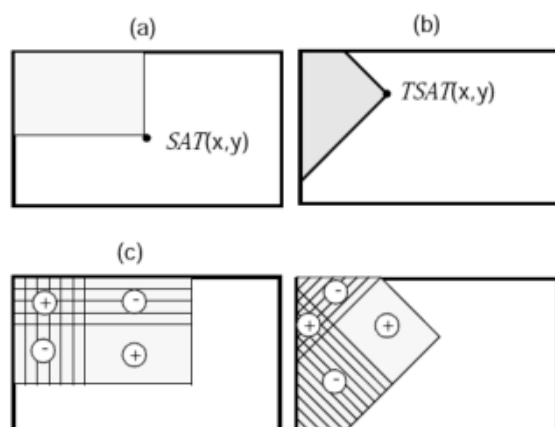 (a)
(b)
SAT(x,y)
TSAT(x,y)
(c)
+ -
- +
-
+ +
-